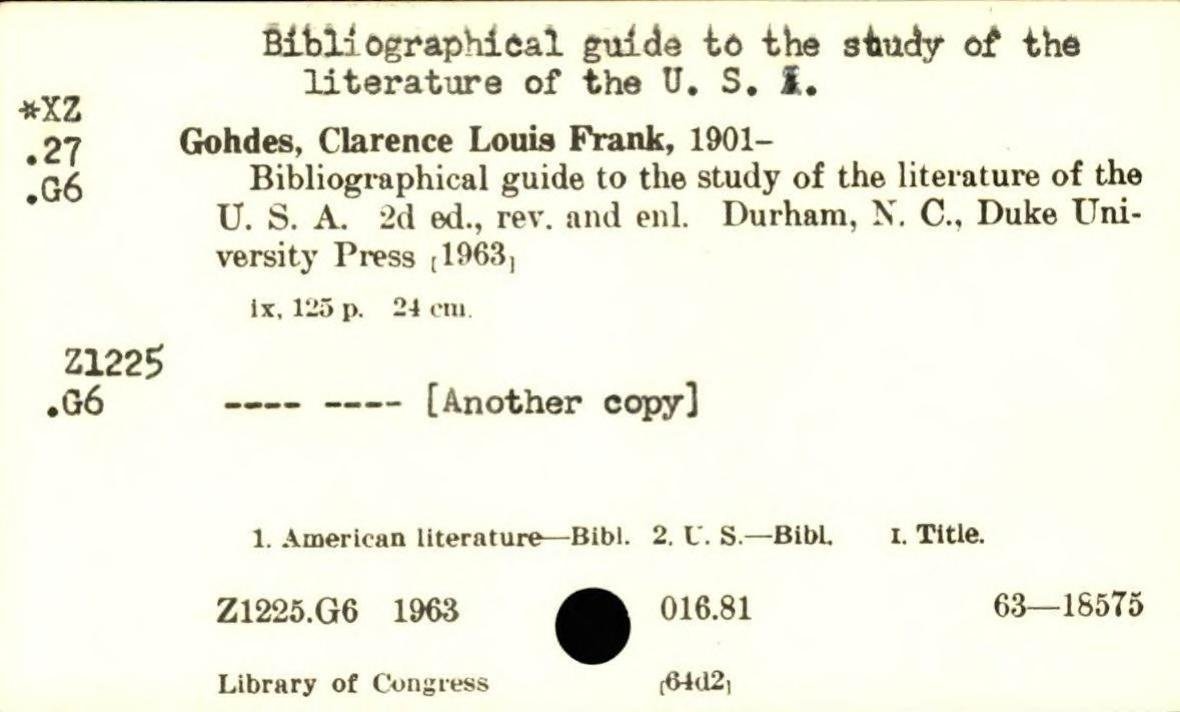 Bibliographical guide to the study of the
literature of the U. S.
*XZ
.27
.G6
Gohdes, Clarence Louis Frank, 1901–
Bibliographical guide to the study of the literature of the
U. S. A. 2d ed., rev. and enl. Durham, N. C., Duke Uni-
versity Press [1963]
ix, 125 p. 24 cm.
Z1225
.G6 ---- ---- [Another copy]
1. American literature—Bibl. 2. U. S.—Bibl. I. Title.
Z1225.G6 1963 016.81 63—18575
Library of Congress [64d2]